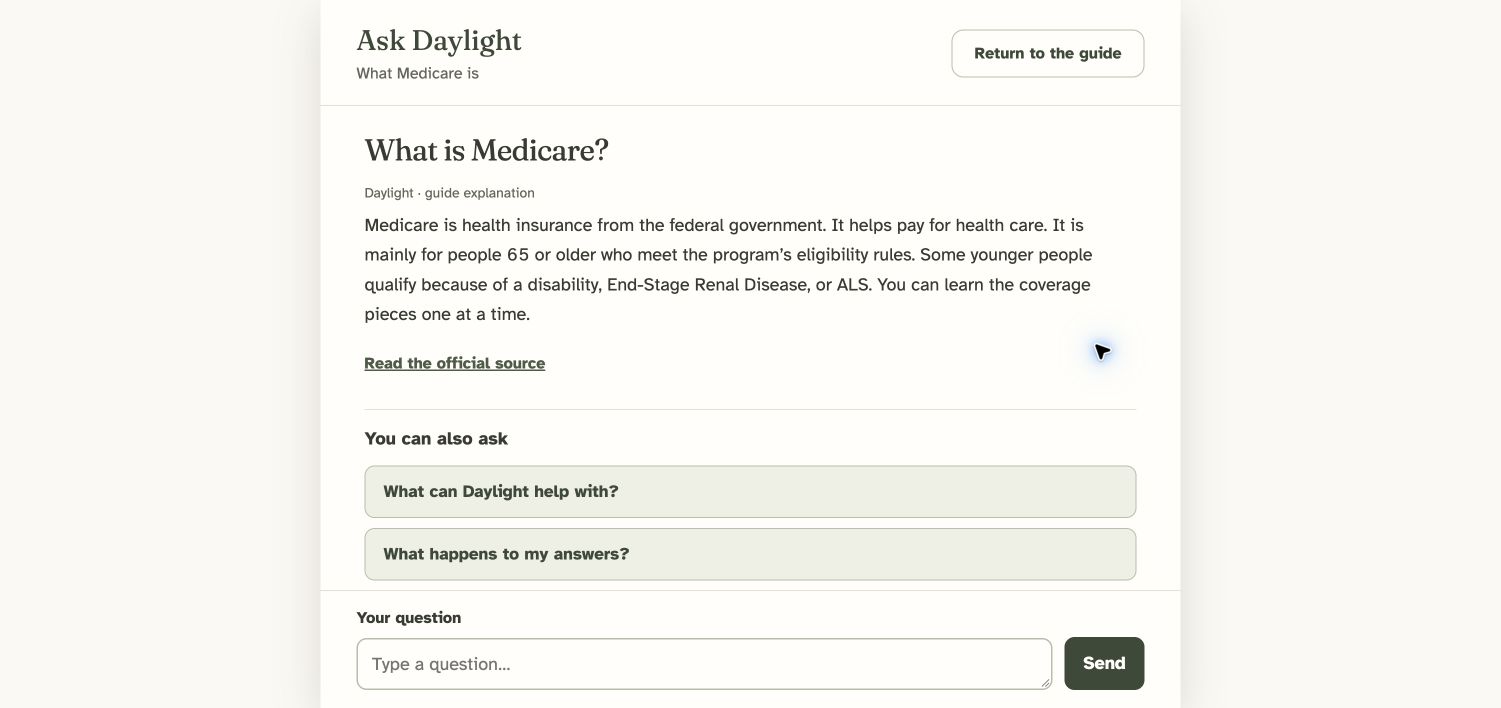 Ask Daylight
What Medicare is
Return to the guide
What is Medicare?
Daylight · guide explanation
Medicare is health insurance from the federal government. It helps pay for health care. It is
mainly for people 65 or older who meet the program’s eligibility rules. Some younger people
qualify because of a disability, End-Stage Renal Disease, or ALS. You can learn the coverage
pieces one at a time.
Read the official source
You can also ask
What can Daylight help with?
What happens to my answers?
Your question
Type a question...
Send